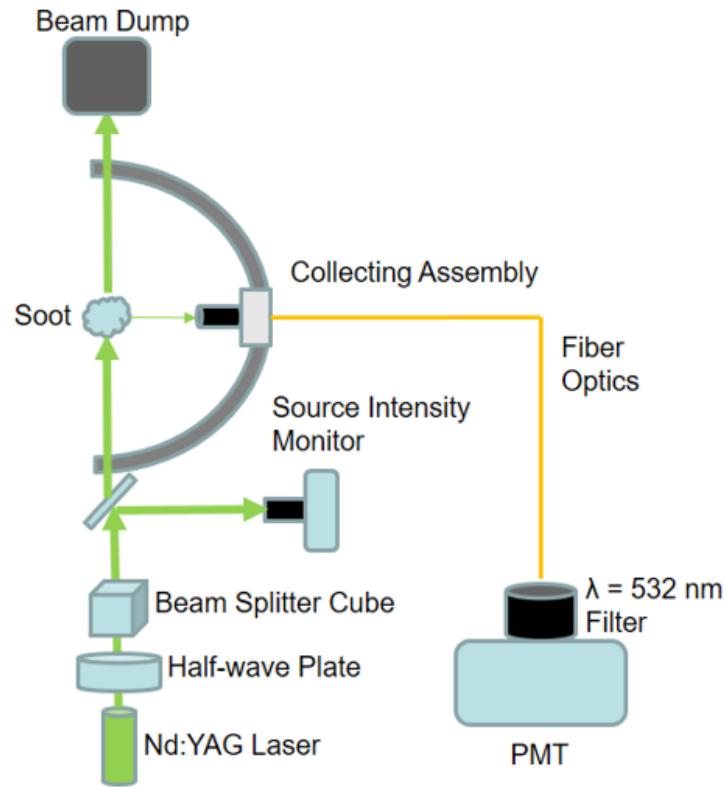 Beam Dump
Collecting Assembly
Soot
Fiber
Optics
Source Intensity
Monitor
λ = 532 nm
Filter
Beam Splitter Cube
Half-wave Plate
Nd:YAG Laser
PMT